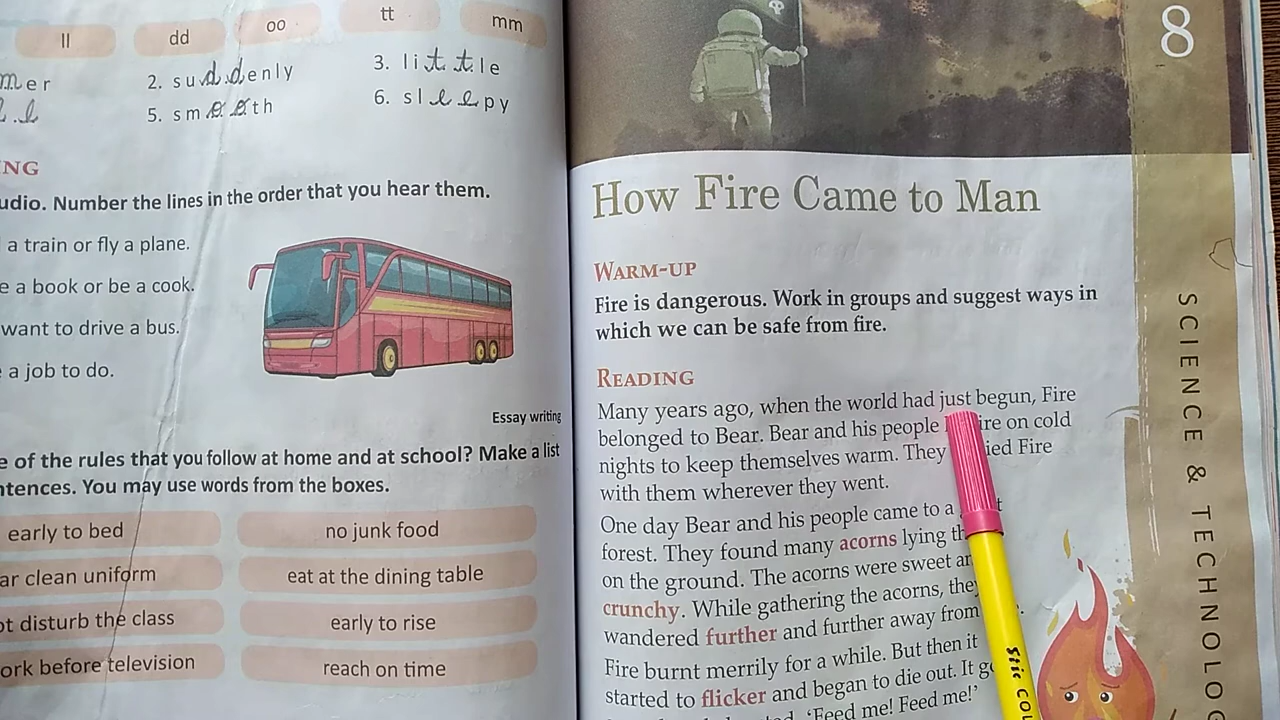 ll dd oo tt mm
mer 2. suddenly 3. little
5. smooth 6. sleepy
NG
udio. Number the lines in the order that you hear them.
a train or fly a plane.
e a book or be a cook.
want to drive a bus.
a job to do.
Essay writing
e of the rules that you follow at home and at school? Make a list
ntences. You may use words from the boxes.
early to bed no junk food
ar clean uniform eat at the dining table
ot disturb the class early to rise
ork before television reach on time
8
How Fire Came to Man
WARM-UP
Fire is dangerous. Work in groups and suggest ways in
which we can be safe from fire.
READING
Many years ago, when the world had just begun, Fire
belonged to Bear. Bear and his people ire on cold
nights to keep themselves warm. They ied Fire
with them wherever they went.
One day Bear and his people came to a
forest. They found many acorns lying
on the ground. The acorns were sweet
crunchy. While gathering the acorns, they
wandered further and further away from
Fire burnt merrily for a while. But then it
started to flicker and began to die out. It
'Feed me! Feed me!'
SCIENCE & TECHNOLOG
Stic COL